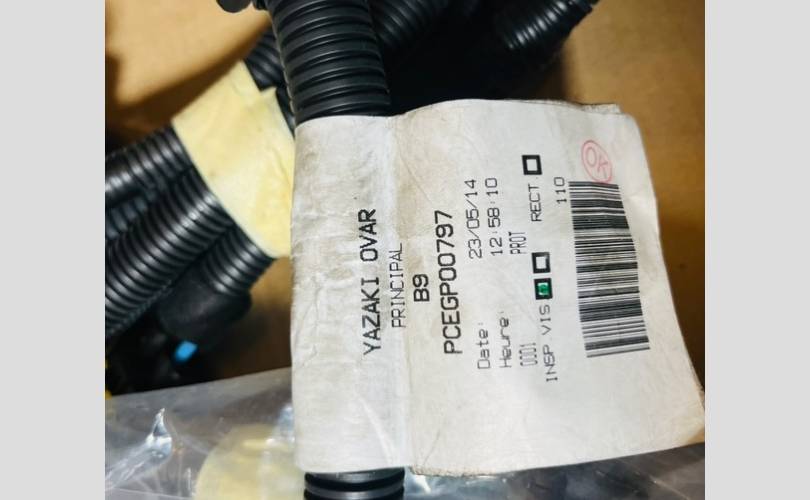 YAZAKI OVAR
PRINCIPAL
B9
PCEGP00797
Date: 23/05/14
Heure: 12:58:10
0001 PROT
INSP VIS RECT
110
OK